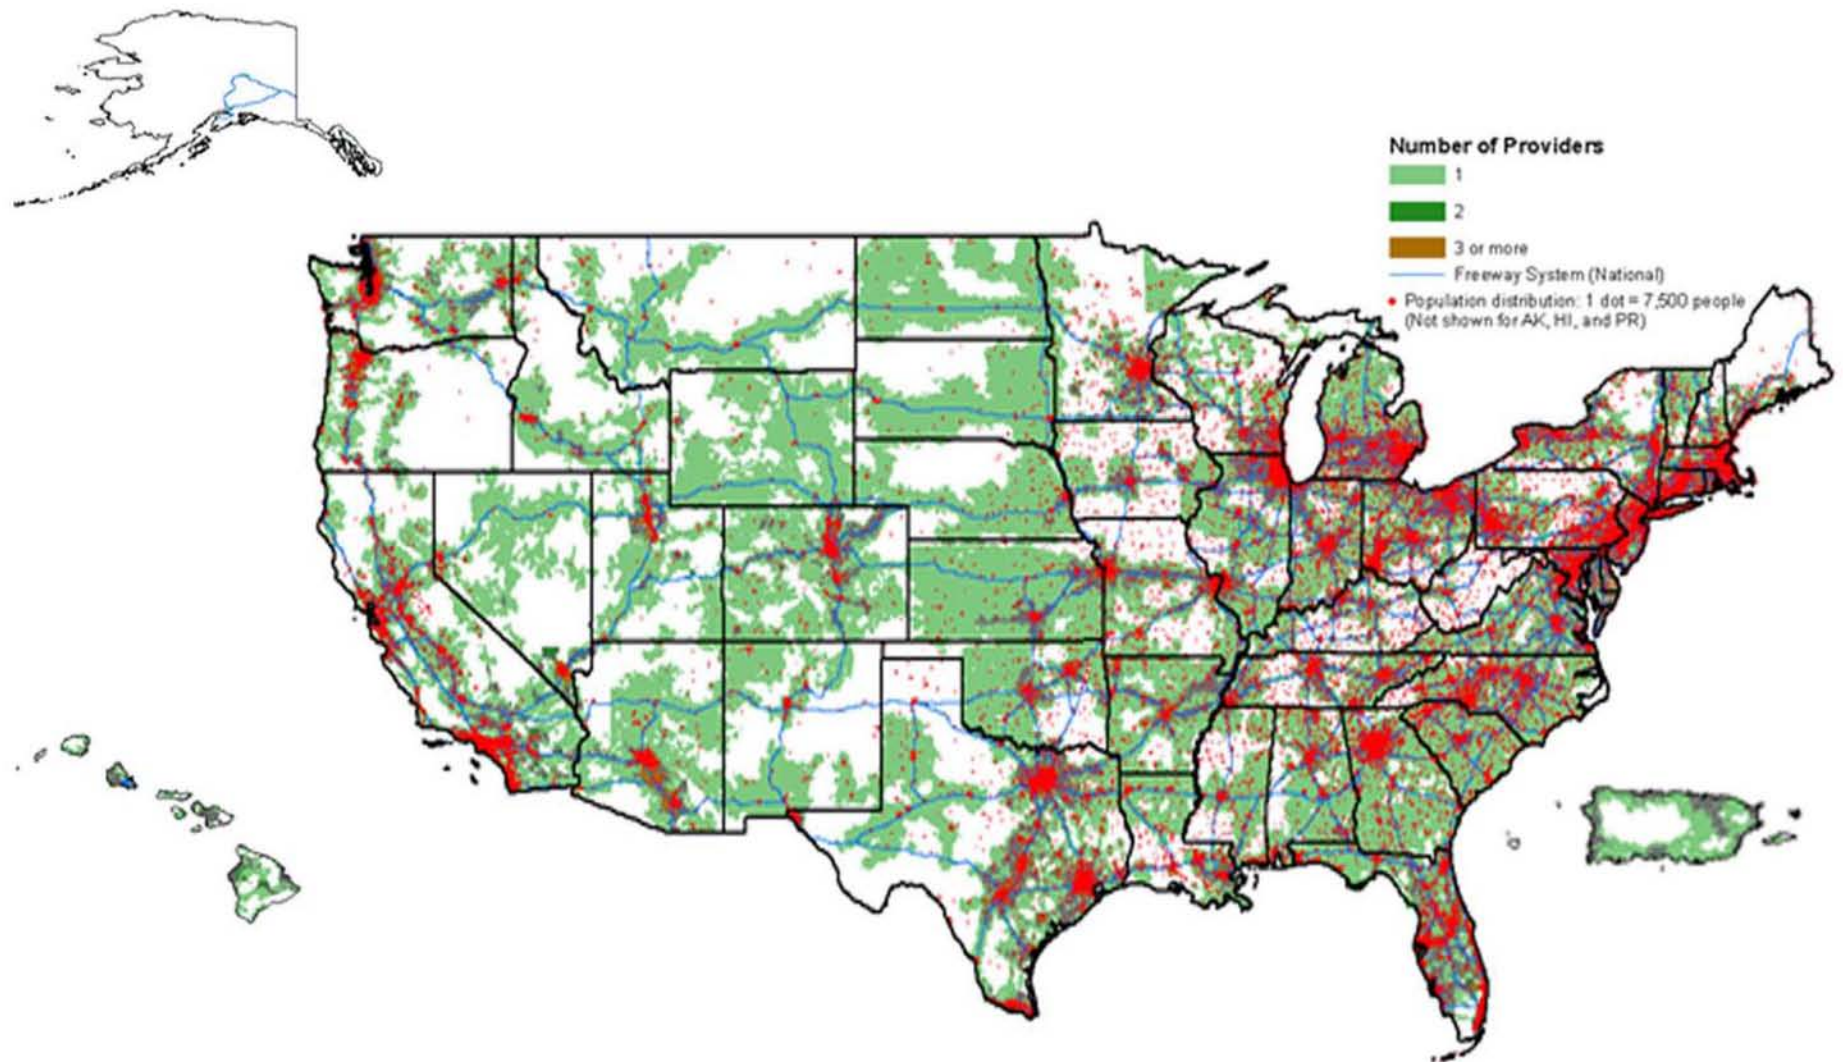 Number of Providers
1
2
3 or more
Freeway System (National)
Population distribution: 1 dot = 7,500 people
(Not shown for AK, HI, and PR)